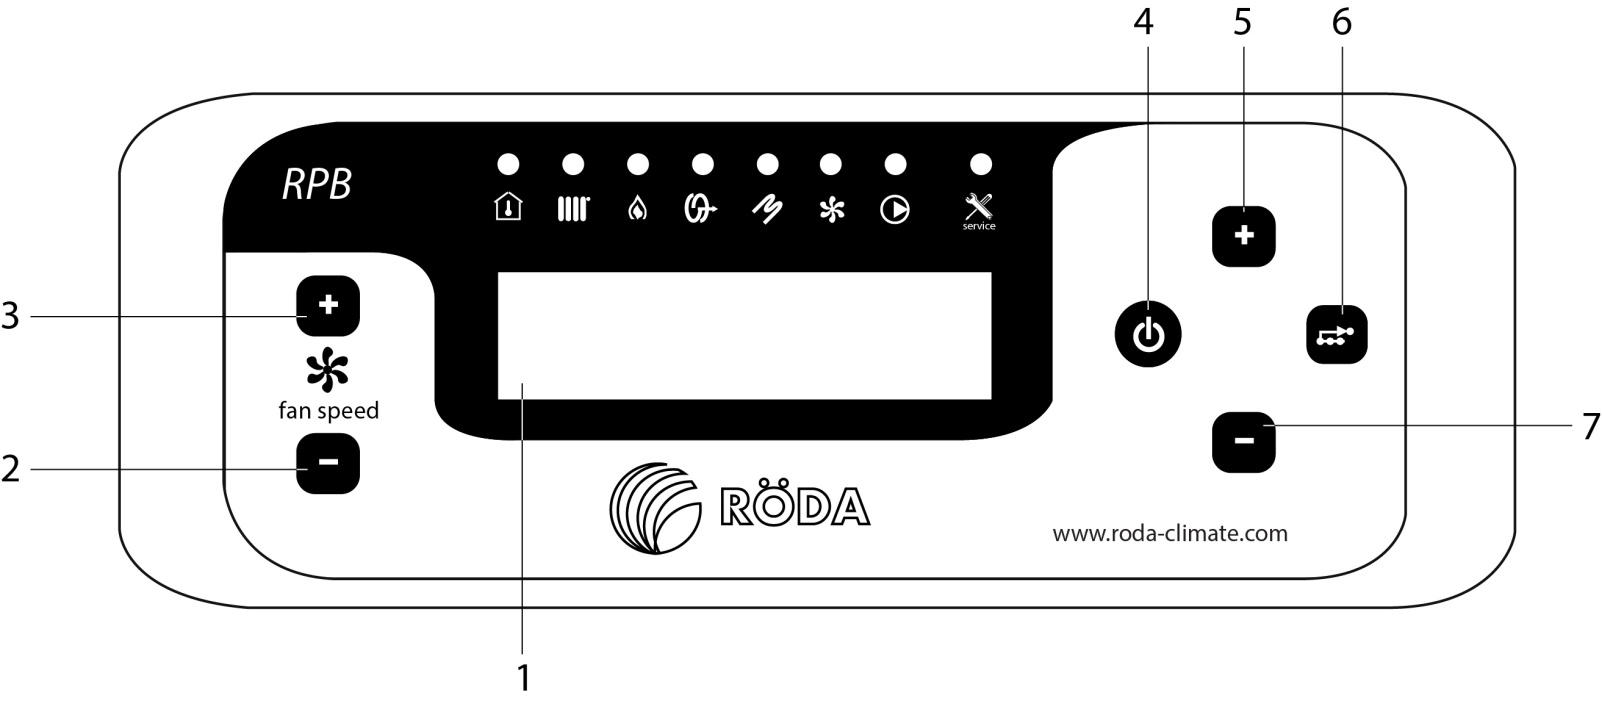 4 5 6
RPB
service
3
fan speed
2
7
RÖDA
www.roda-climate.com
1